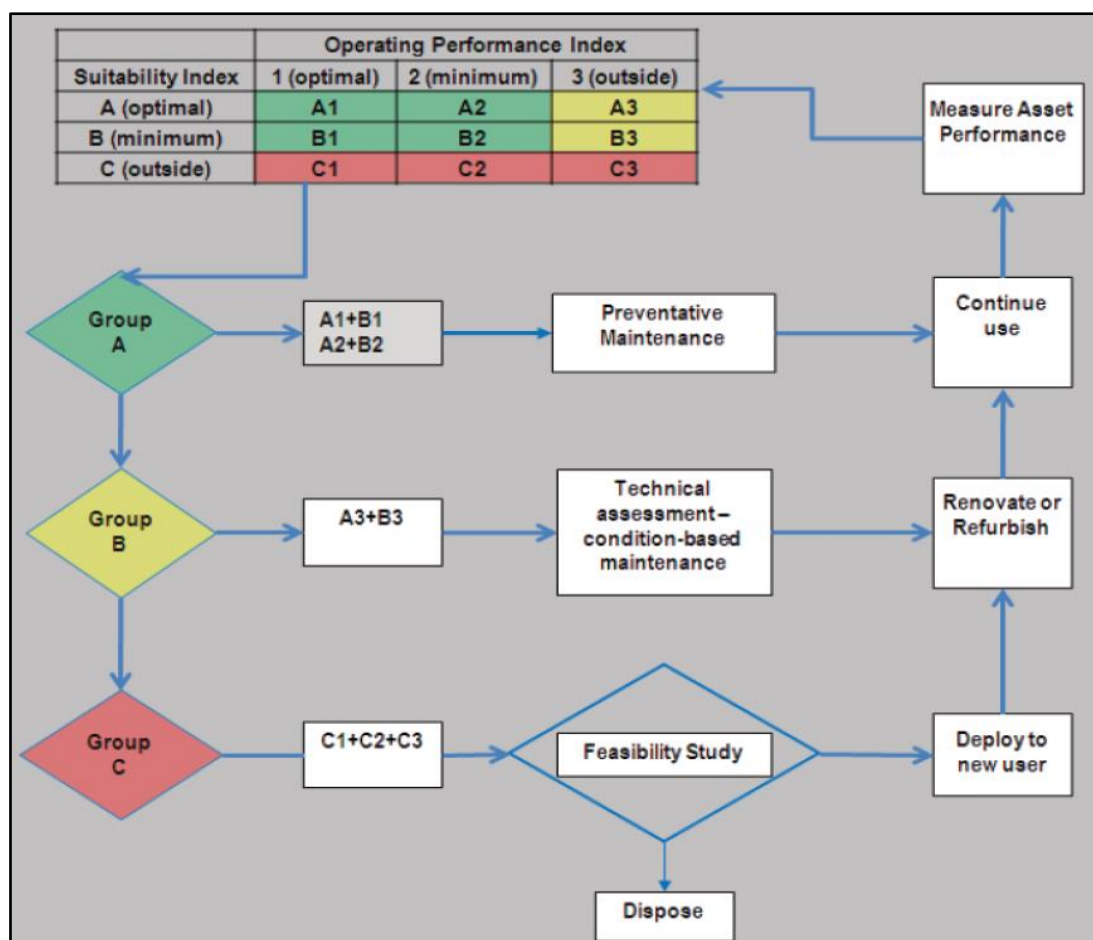 Operating Performance Index
Suitability Index 1 (optimal) 2 (minimum) 3 (outside)
A (optimal) A1 A2 A3
B (minimum) B1 B2 B3
C (outside) C1 C2 C3
Measure Asset
Performance
Group
A
A1+B1
A2+B2
Preventative
Maintenance
Continue
use
Group
B
A3+B3
Technical
assessment–
condition-based
maintenance
Renovate or
Refurbish
Group
C
C1+C2+C3
Feasibility Study
Deploy to
new user
Dispose